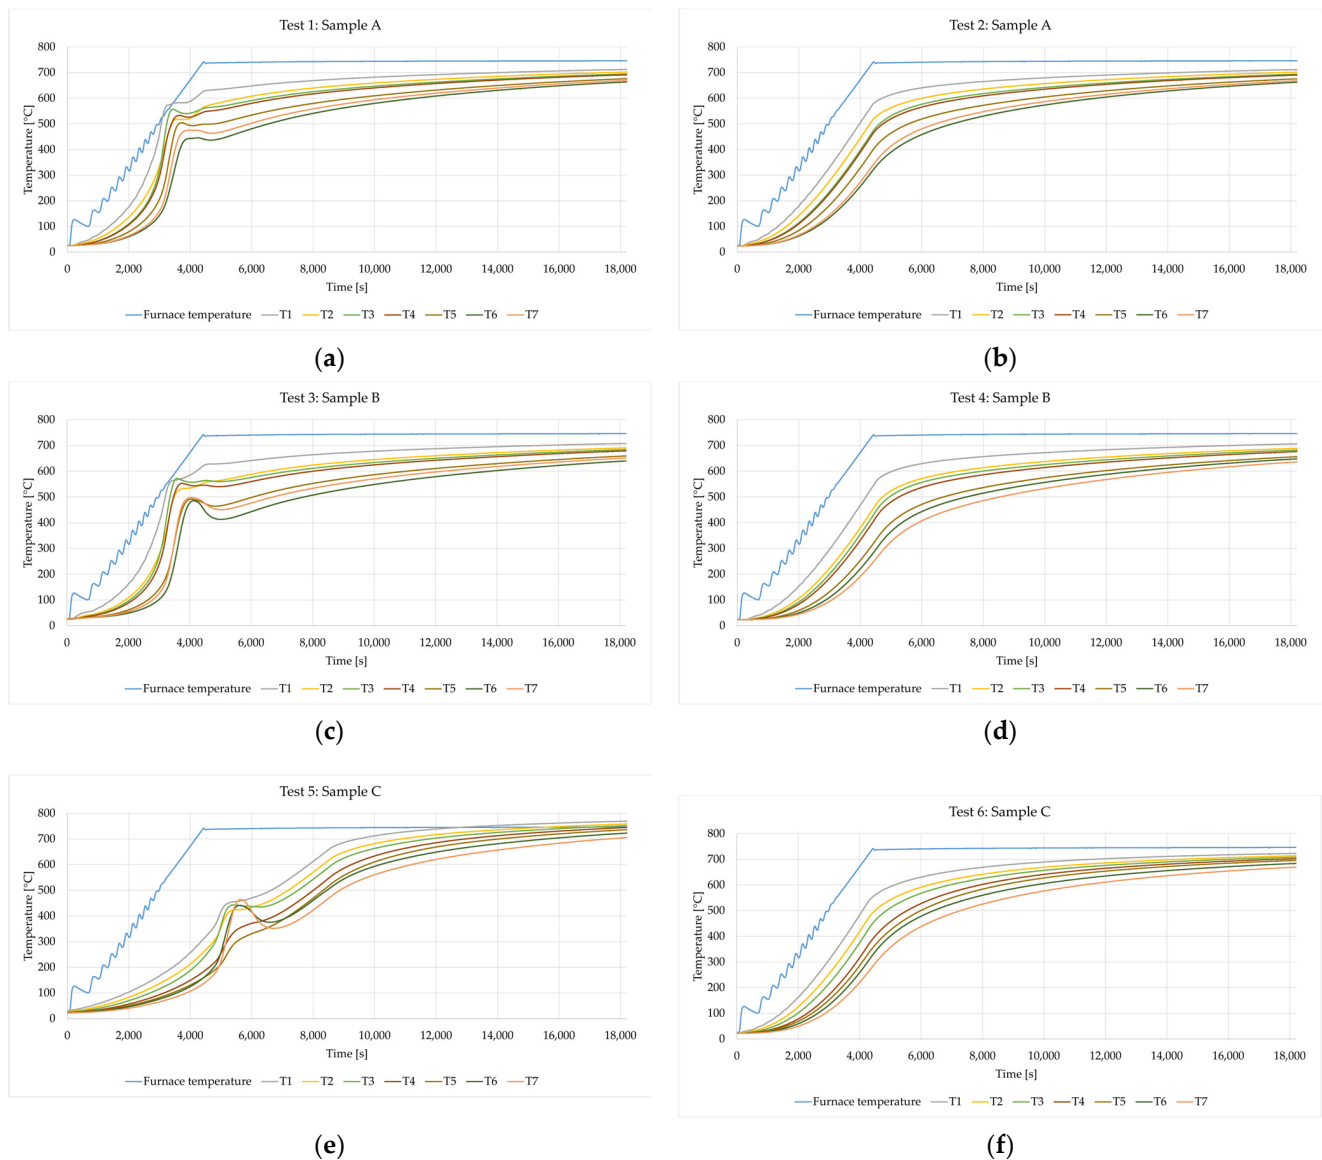 Test 1: Sample A
Temperature [°C]
800
700
600
500
400
300
200
100
0
0 2,000 4,000 6,000 8,000 10,000 12,000 14,000 16,000 18,000
Time [s]
Furnace temperature T1 T2 T3 T4 T5 T6 T7
(a)
Test 2: Sample A
Temperature [°C]
800
700
600
500
400
300
200
100
0
0 2,000 4,000 6,000 8,000 10,000 12,000 14,000 16,000 18,000
Time [s]
Furnace temperature T1 T2 T3 T4 T5 T6 T7
(b)
Test 3: Sample B
Temperature [°C]
800
700
600
500
400
300
200
100
0
0 2,000 4,000 6,000 8,000 10,000 12,000 14,000 16,000 18,000
Time [s]
Furnace temperature T1 T2 T3 T4 T5 T6 T7
(c)
Test 4: Sample B
Temperature [°C]
800
700
600
500
400
300
200
100
0
0 2,000 4,000 6,000 8,000 10,000 12,000 14,000 16,000 18,000
Time [s]
Furnace temperature T1 T2 T3 T4 T5 T6 T7
(d)
Test 5: Sample C
Temperature [°C]
800
700
600
500
400
300
200
100
0
0 2,000 4,000 6,000 8,000 10,000 12,000 14,000 16,000 18,000
Time [s]
Furnace temperature T1 T2 T3 T4 T5 T6 T7
(e)
Test 6: Sample C
Temperature [°C]
800
700
600
500
400
300
200
100
0
0 2,000 4,000 6,000 8,000 10,000 12,000 14,000 16,000 18,000
Time [s]
Furnace temperature T1 T2 T3 T4 T5 T6 T7
(f)